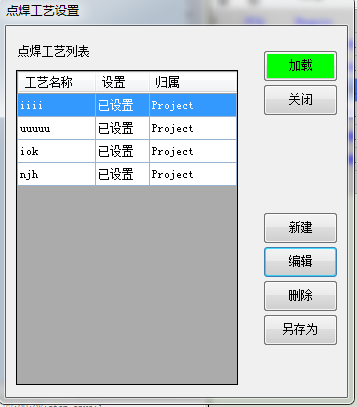 点焊工艺设置
点焊工艺列表
工艺名称 设置 归属
iiii 已设置 Project
uuuuu 已设置 Project
iok 已设置 Project
njh 已设置 Project
加载
关闭
新建
编辑
删除
另存为